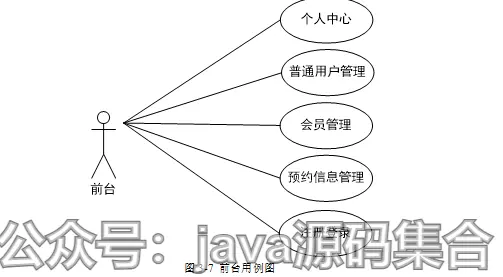 个人中心
普通用户管理
会员管理
预约信息管理
前台
注册登录
公众号：java源码集合
图 3-7 前台用例图